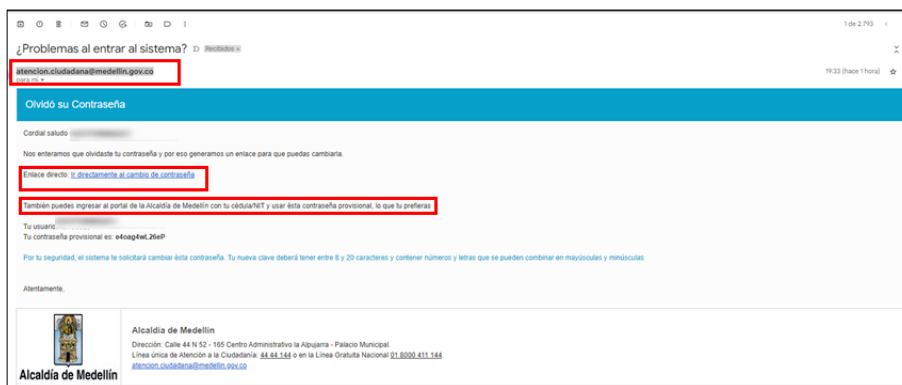 1 de 2.793
¿Problemas al entrar al sistema? Recibidos x
atencion.ciudadana@medellin.gov.co
19:33 (hace 1 hora)
para mí
Olvidó su Contraseña
Cordial saludo
Nos enteramos que olvidaste tu contraseña y por eso generamos un enlace para que puedas cambiarla.
Enlace directo: Ir directamente al cambio de contraseña
También puedes ingresar al portal de la Alcaldía de Medellín con tu cédula/NIT y usar ésta contraseña provisional, lo que tu prefieras
Tu usuario
Tu contraseña provisional es: e4oag4wL26eP
Por tu seguridad, el sistema te solicitará cambiar ésta contraseña. Tu nueva clave deberá tener entre 8 y 20 caracteres y contener números y letras que se pueden combinar en mayúsculas y minúsculas
Atentamente,
Alcaldía de Medellín
Dirección: Calle 44 N 52 - 165 Centro Administrativo la Alpujarra - Palacio Municipal.
Línea única de Atención a la Ciudadanía: 44 44 144 o en la Línea Gratuita Nacional 01 8000 411 144.
atencion.ciudadana@medellin.gov.co
Alcaldía de Medellín